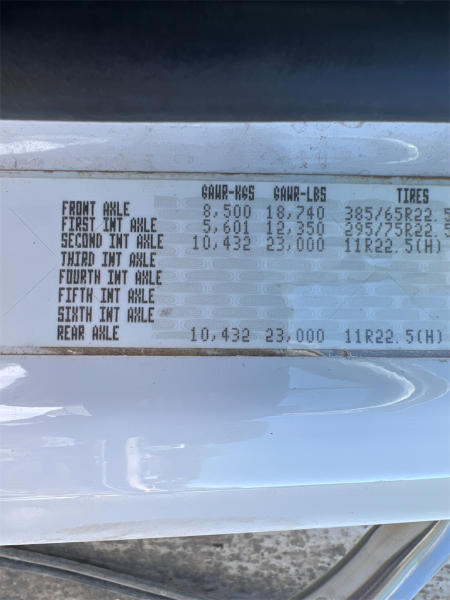 GAWR-KGS GAWR-LBS TIRES
FRONT AXLE 8,500 18,740 385/65R22.5
FIRST INT AXLE 5,601 12,350 295/75R22.5
SECOND INT AXLE 10,432 23,000 11R22.5(H)
THIRD INT AXLE
FOURTH INT AXLE
FIFTH INT AXLE
SIXTH INT AXLE
REAR AXLE 10,432 23,000 11R22.5(H)